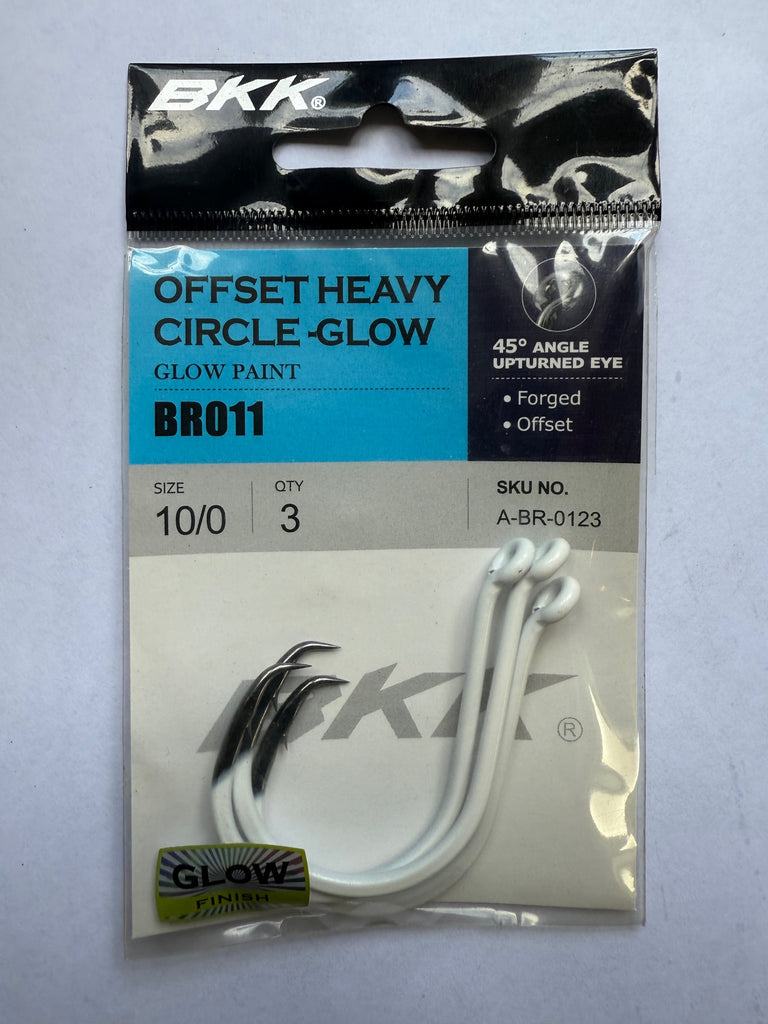 BKK®
OFFSET HEAVY
CIRCLE -GLOW
GLOW PAINT
BR011
45° ANGLE
UPTURNED EYE
• Forged
• Offset
SIZE
10/0
QTY
3
SKU NO.
A-BR-0123
BKK®
GLOW
FINISH